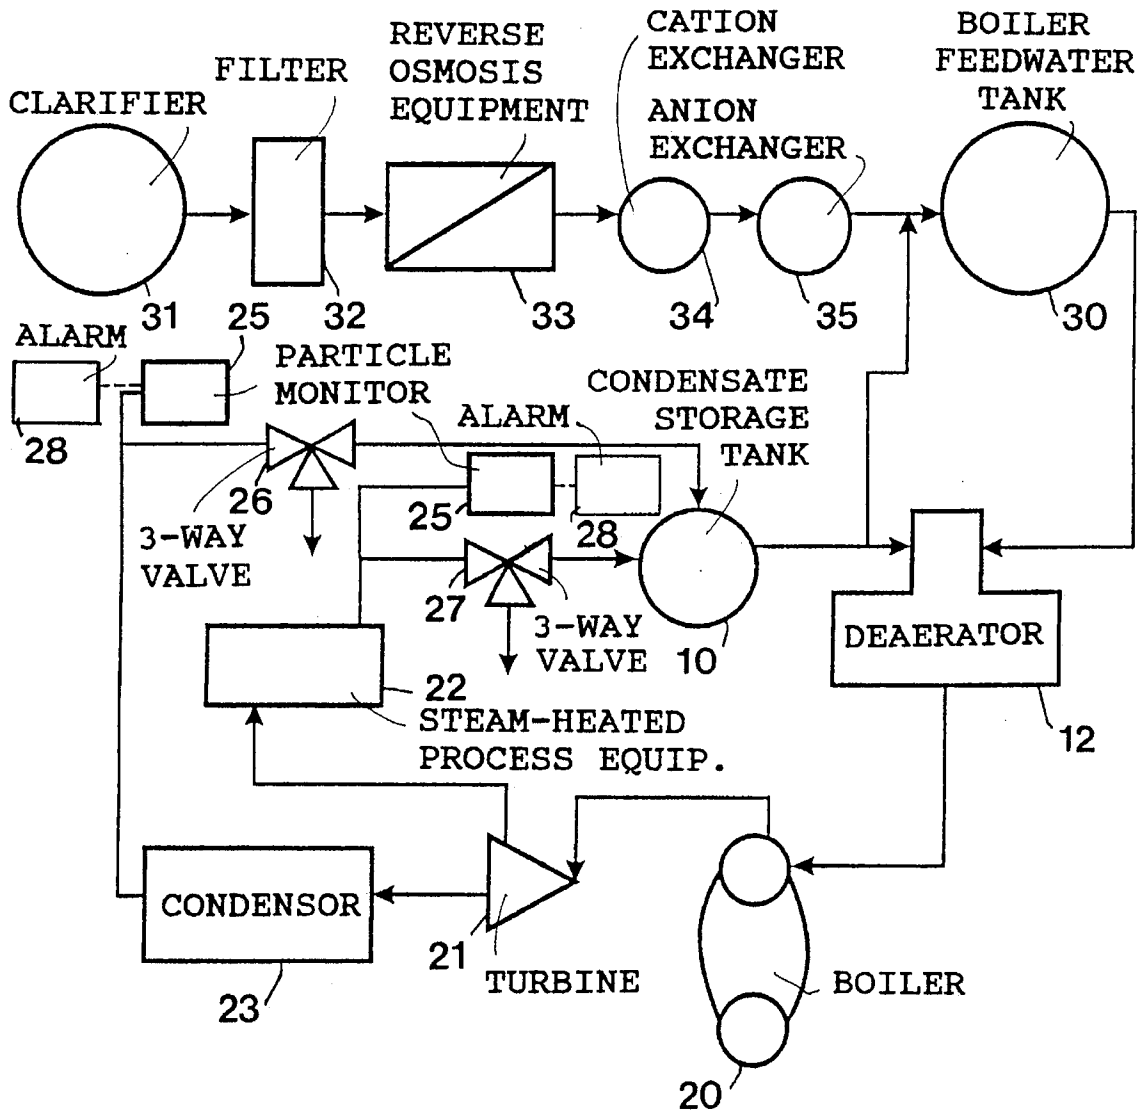 CLARIFIER
FILTER
REVERSE
OSMOSIS
EQUIPMENT
CATION
EXCHANGER
ANION
EXCHANGER
BOILER
FEEDWATER
TANK
31
32
33
34
35
30
25
ALARM
28
PARTICLE
MONITOR
ALARM
CONDENSATE
STORAGE
TANK
26
25
28
3-WAY
VALVE
27
3-WAY
VALVE
10
DEAERATOR
12
22
STEAM-HEATED
PROCESS EQUIP.
CONDENSOR
23
21
TURBINE
BOILER
20